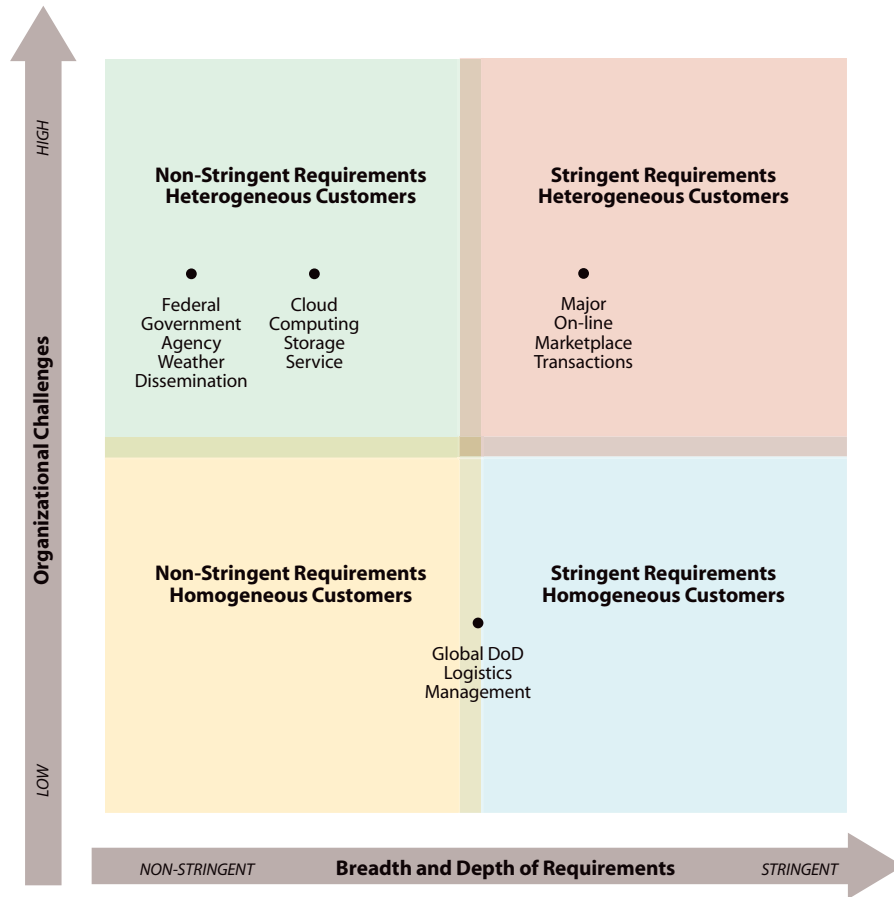 HIGH
Organizational Challenges
LOW
Non-Stringent Requirements
Heterogeneous Customers
Stringent Requirements
Heterogeneous Customers
Federal
Government
Agency
Weather
Dissemination
Cloud
Computing
Storage
Service
Major
On-line
Marketplace
Transactions
Non-Stringent Requirements
Homogeneous Customers
Stringent Requirements
Homogeneous Customers
Global DoD
Logistics
Management
NON-STRINGENT
Breadth and Depth of Requirements
STRINGENT